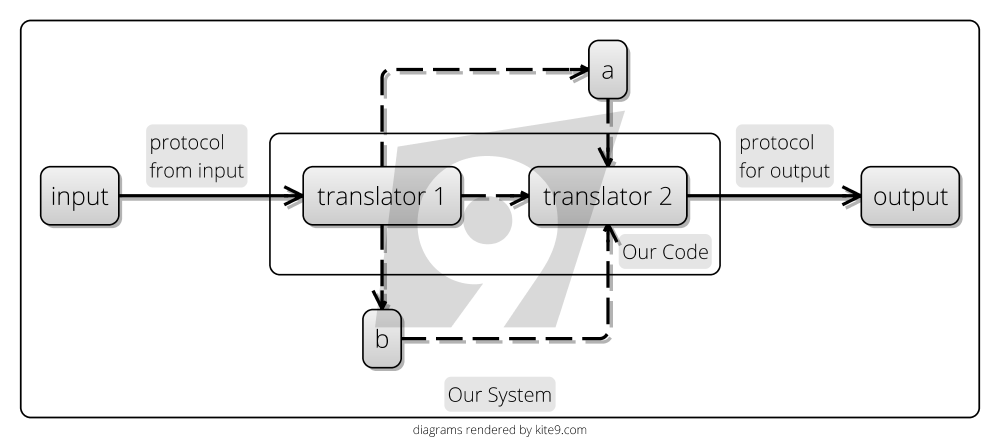 a
protocol
from input
protocol
for output
input
translator 1
translator 2
output
Our Code
b
Our System
diagrams rendered by kite9.com